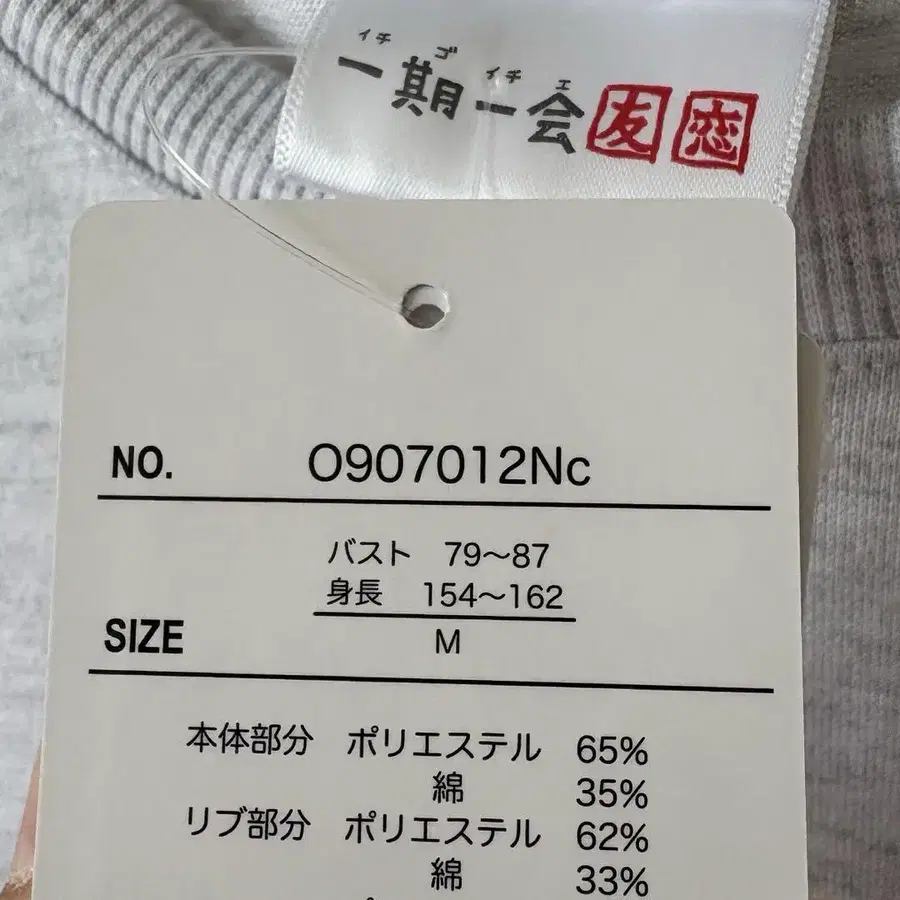 イチ ゴ イチ エ
一期一会 友 恋
NO. O907012Nc
バスト 79〜87
身長 154〜162
SIZE M
本体部分 ポリエステル 65%
綿 35%
リブ部分 ポリエステル 62%
綿 33%